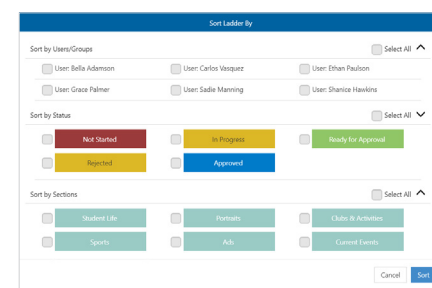 Sort Ladder By
Sort by Users/Groups Select All
User: Bella Adamson User: Carlos Vasquez User: Ethan Paulson
User: Grace Palmer User: Sadie Manning User: Shanice Hawkins
Sort by Status Select All
Not Started In Progress Ready for Approval
Rejected Approved
Sort by Sections Select All
Student Life Portraits Clubs & Activities
Sports Ads Current Events
Cancel Sort